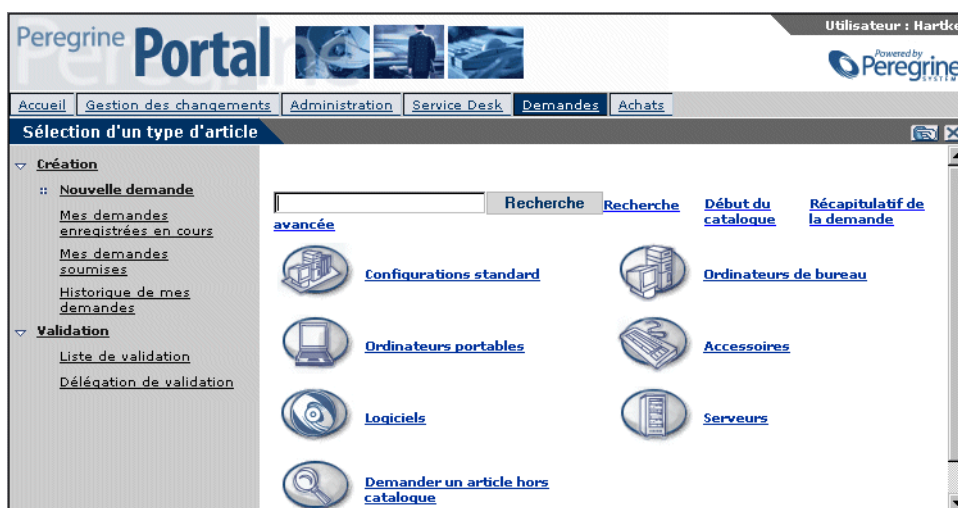 Peregrine Portal
Utilisateur : Hartke
Powered by
Peregrine
SYSTEMS
Accueil Gestion des changements Administration Service Desk Demandes Achats
Sélection d'un type d'article
Création
Nouvelle demande
Mes demandes
enregistrées en cours
Mes demandes
soumises
Historique de mes
demandes
Validation
Liste de validation
Délégation de validation
Recherche Recherche
avancée
Début du
catalogue
Récapitulatif de
la demande
Configurations standard
Ordinateurs de bureau
Ordinateurs portables
Accessoires
Logiciels
Serveurs
Demander un article hors
catalogue